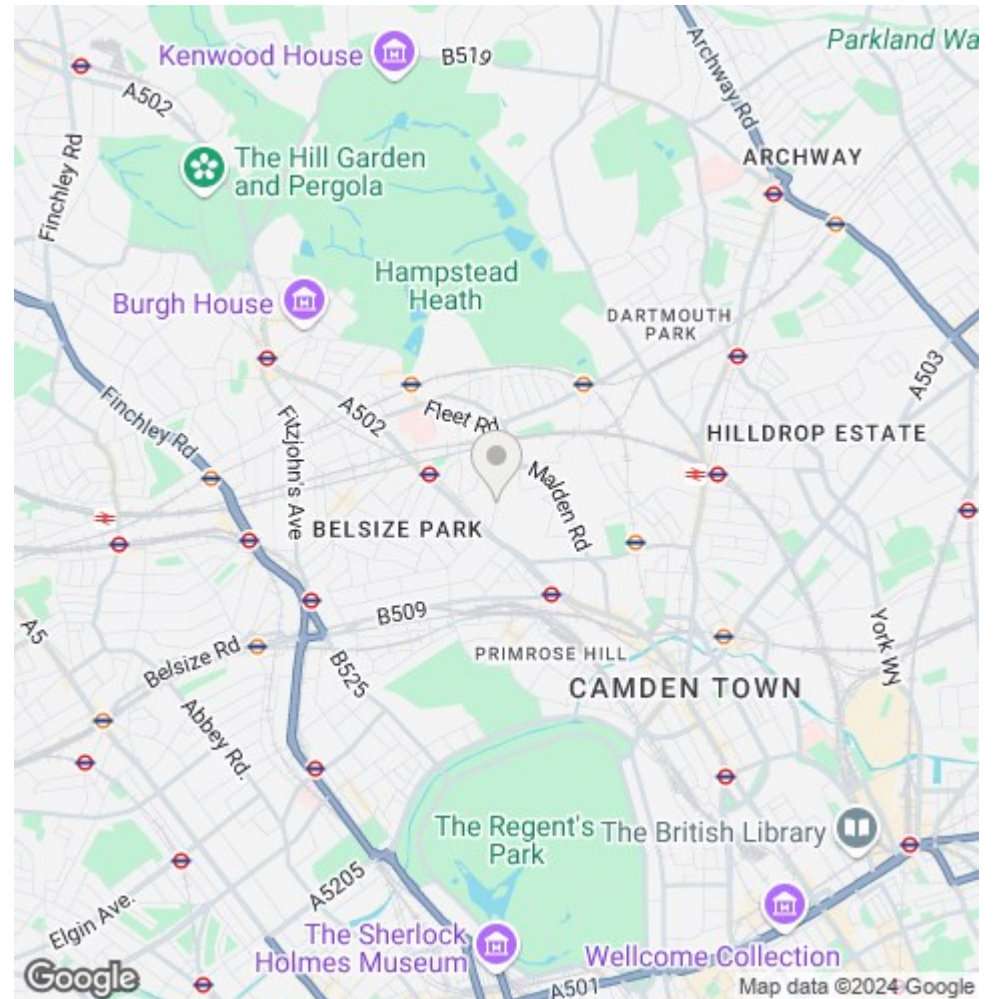 Kenwood House
B519
Parkland Wa
A502
Archway Rd
Finchley Rd
The Hill Garden
and Pergola
ARCHWAY
Hampstead
Heath
Burgh House
DARTMOUTH
PARK
A503
Finchley Rd
Fitzjohn's Ave
A502
Fleet Rd
HILLDROP ESTATE
Malden Rd
BELSIZE PARK
A5
B509
York Wy
Belsize Rd
B525
PRIMROSE HILL
CAMDEN TOWN
Abbey Rd.
The Regent's
Park
The British Library
A5205
Elgin Ave.
The Sherlock
Holmes Museum
Wellcome Collection
A501
Google
Map data ©2024 Google